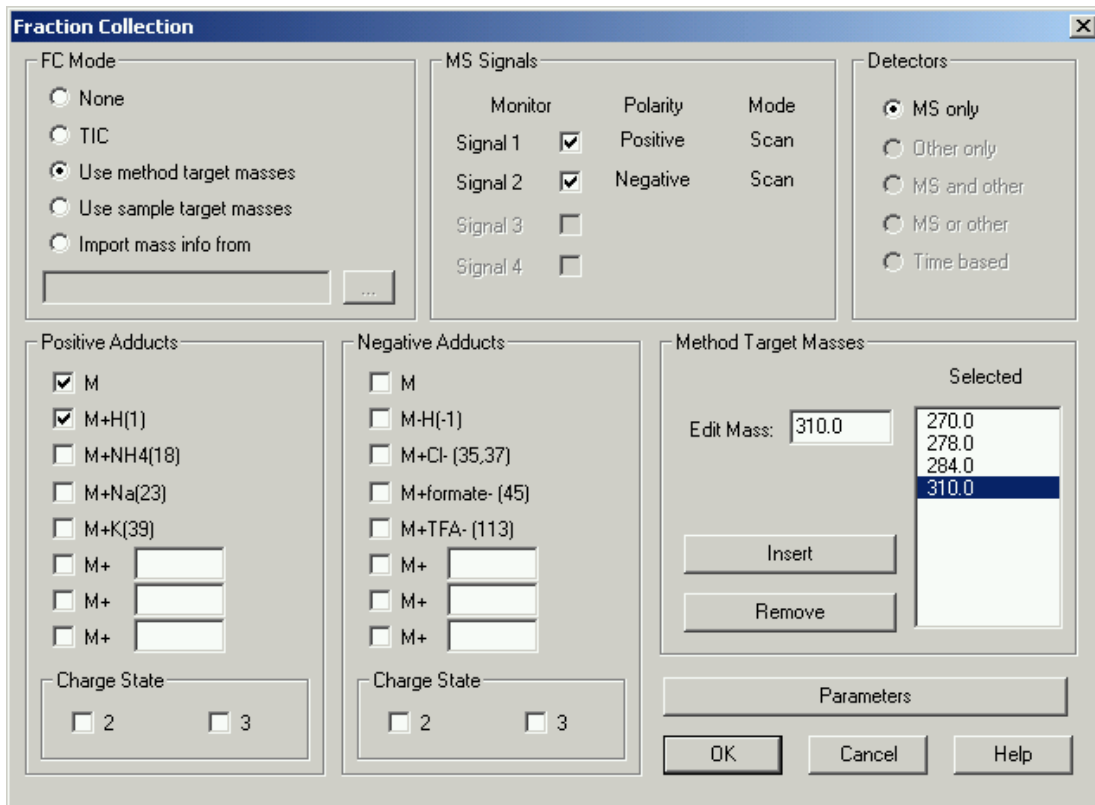 Fraction Collection
FC Mode
None
TIC
Use method target masses
Use sample target masses
Import mass info from
...
MS Signals
Monitor Polarity Mode
Signal 1 Positive Scan
Signal 2 Negative Scan
Signal 3
Signal 4
Detectors
MS only
Other only
MS and other
MS or other
Time based
Positive Adducts
M
M+H(1)
M+NH4(18)
M+Na(23)
M+K(39)
M+
M+
M+
Charge State
2 3
Negative Adducts
M
M-H(-1)
M+Cl- (35,37)
M+formate- (45)
M+TFA- (113)
M+
M+
M+
Charge State
2 3
Method Target Masses
Selected
Edit Mass: 310.0
270.0
278.0
284.0
310.0
Insert
Remove
Parameters
OK Cancel Help